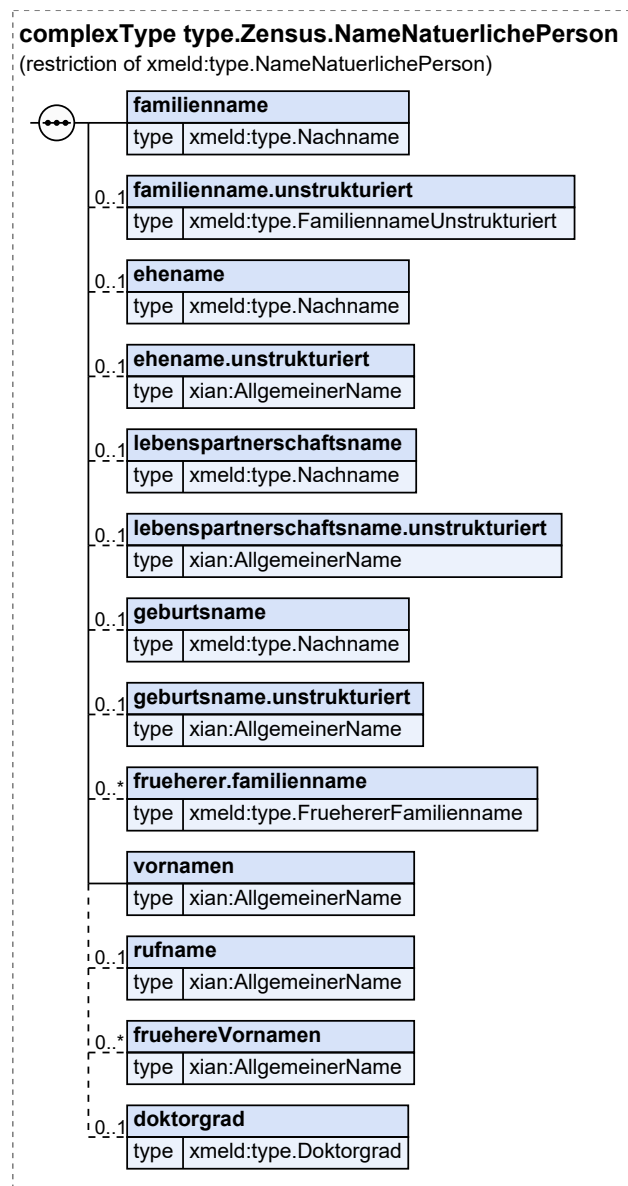 complexType type.Zensus.NameNatuerlichePerson
(restriction of xmeld:type.NameNatuerlichePerson)
familienname
type xmeld:type.Nachname
0..1 familienname.unstrukturiert
type xmeld:type.FamiliennameUnstrukturiert
0..1 ehename
type xmeld:type.Nachname
0..1 ehename.unstrukturiert
type xian:AllgemeinerName
0..1 lebenspartnerschaftsname
type xmeld:type.Nachname
0..1 lebenspartnerschaftsname.unstrukturiert
type xian:AllgemeinerName
0..1 geburtsname
type xmeld:type.Nachname
0..1 geburtsname.unstrukturiert
type xian:AllgemeinerName
0..* frueherer.familienname
type xmeld:type.FruehererFamilienname
vornamen
type xian:AllgemeinerName
0..1 rufname
type xian:AllgemeinerName
0..* fruehereVornamen
type xian:AllgemeinerName
0..1 doktorgrad
type xmeld:type.Doktorgrad